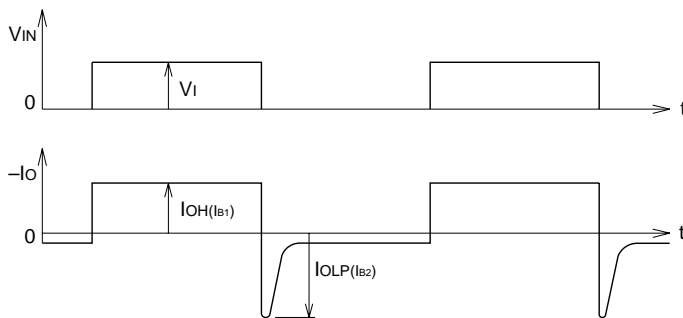 VIN
VI
0
t
–IO
IOH(IB1)
0
t
IOLP(IB2)